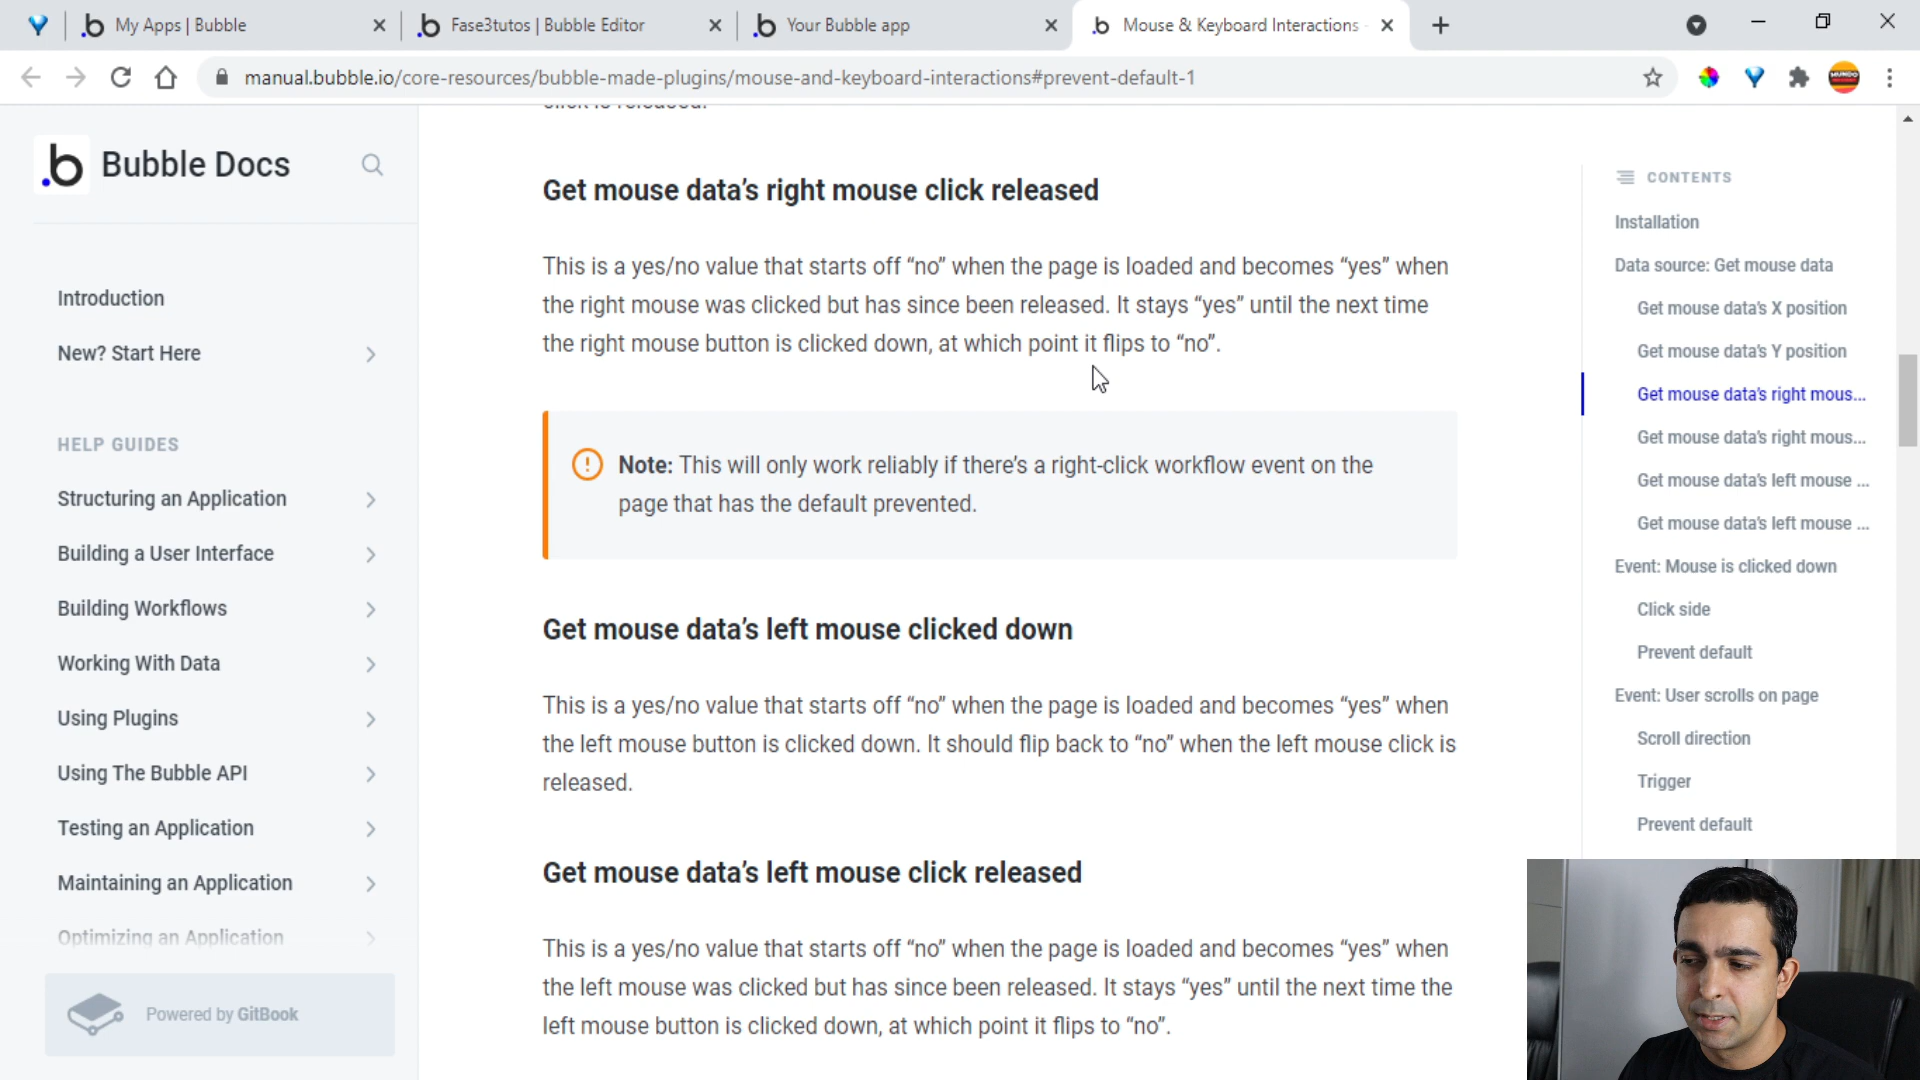 My Apps | Bubble
Fase3tutos | Bubble Editor
Your Bubble app
Mouse & Keyboard Interactions -
manual.bubble.io/core-resources/bubble-made-plugins/mouse-and-keyboard-interactions#prevent-default-1
.b Bubble Docs
Introduction
New? Start Here
HELP GUIDES
Structuring an Application
Building a User Interface
Building Workflows
Working With Data
Using Plugins
Using The Bubble API
Testing an Application
Maintaining an Application
Optimizing an Application
Powered by GitBook
click is released.
Get mouse data’s right mouse click released
This is a yes/no value that starts off “no” when the page is loaded and becomes “yes” when
the right mouse was clicked but has since been released. It stays “yes” until the next time
the right mouse button is clicked down, at which point it flips to “no”.
Note: This will only work reliably if there’s a right-click workflow event on the
page that has the default prevented.
Get mouse data’s left mouse clicked down
This is a yes/no value that starts off “no” when the page is loaded and becomes “yes” when
the left mouse button is clicked down. It should flip back to “no” when the left mouse click is
released.
Get mouse data’s left mouse click released
This is a yes/no value that starts off “no” when the page is loaded and becomes “yes” when
the left mouse was clicked but has since been released. It stays “yes” until the next time the
left mouse button is clicked down, at which point it flips to “no”.
CONTENTS
Installation
Data source: Get mouse data
Get mouse data’s X position
Get mouse data’s Y position
Get mouse data’s right mous...
Get mouse data’s right mous...
Get mouse data’s left mouse ...
Get mouse data’s left mouse ...
Event: Mouse is clicked down
Click side
Prevent default
Event: User scrolls on page
Scroll direction
Trigger
Prevent default